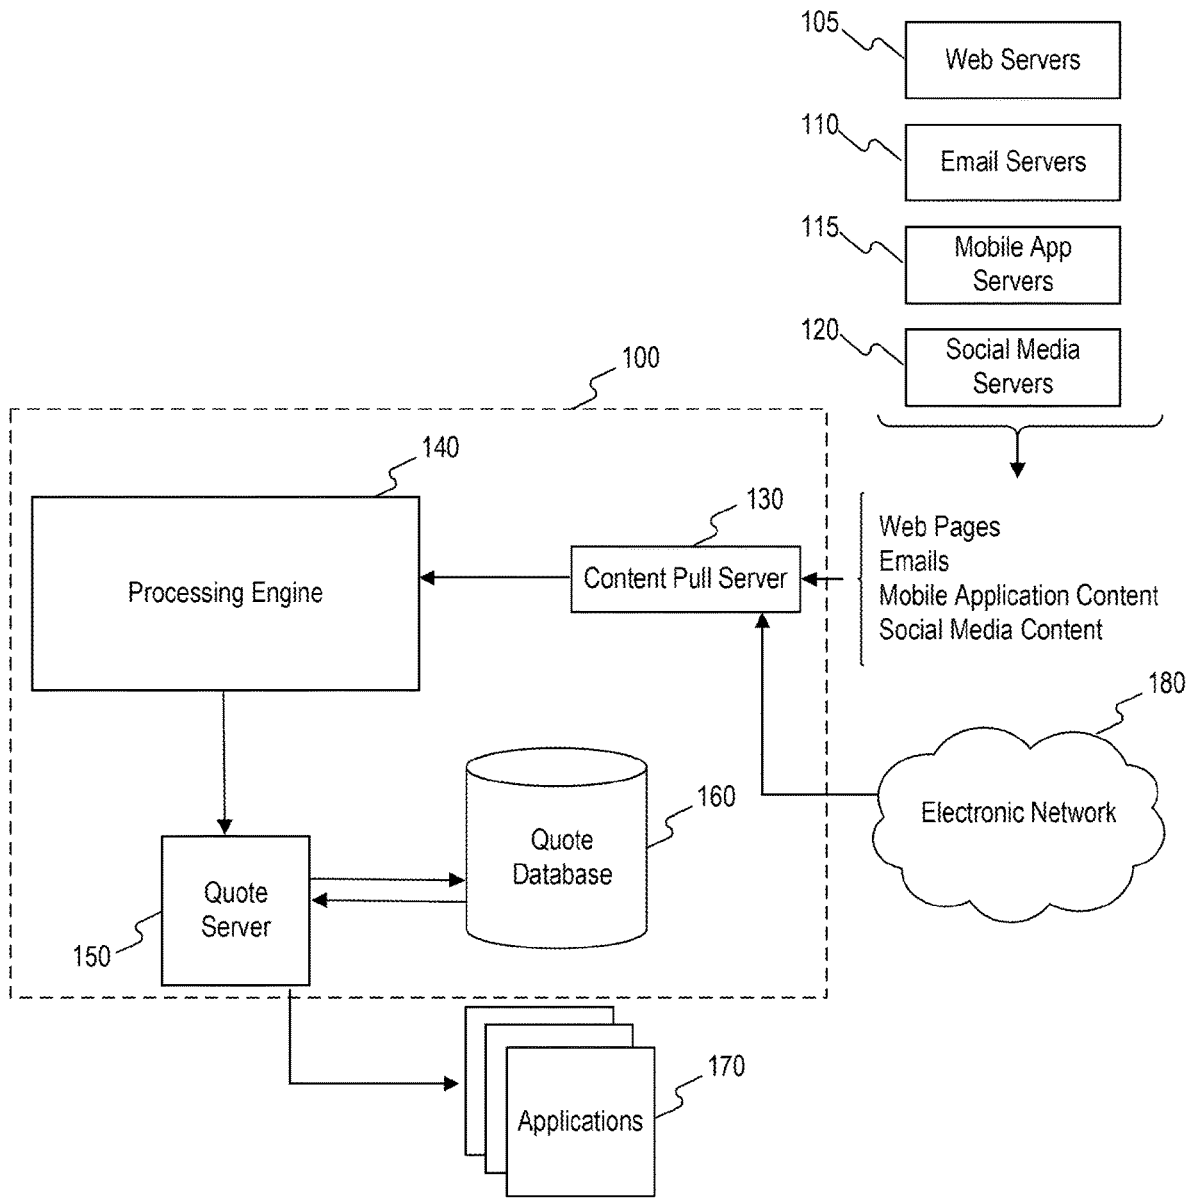 105
Web Servers
110
Email Servers
115
Mobile App
Servers
120
Social Media
Servers
100
140
130
Processing Engine
Content Pull Server
Web Pages
Emails
Mobile Application Content
Social Media Content
180
Electronic Network
160
Quote
Database
Quote
Server
150
170
Applications